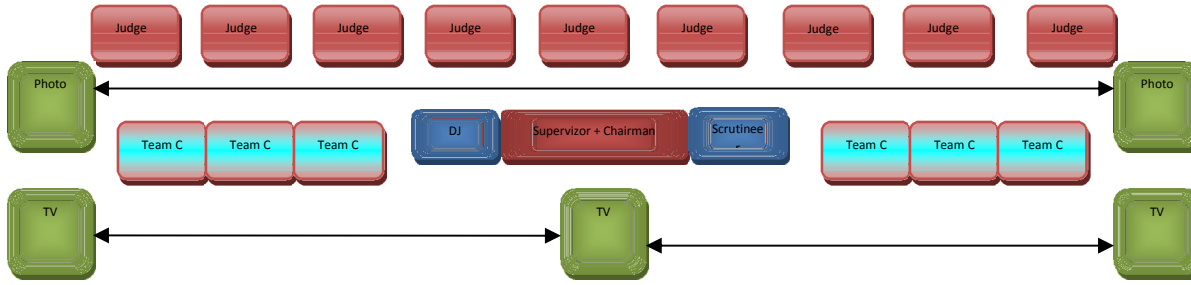 Judge Judge Judge Judge Judge Judge Judge Judge Judge
Photo Photo
DJ Supervizor + Chairman Scrutinee
r
Team C Team C Team C Team C Team C Team C
TV TV TV